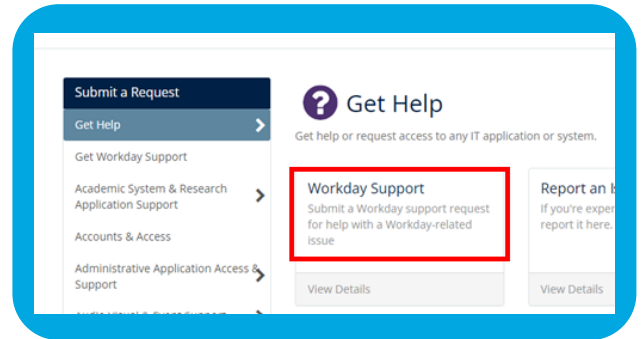 Submit a Request
Get Help
Get Workday Support
Academic System & Research
Application Support
Accounts & Access
Administrative Application Access &
Support
Get Help
Get help or request access to any IT application or system.
Workday Support
Submit a Workday support request
for help with a Workday-related
issue
View Details
Report an
If you're
report it here.
View Details